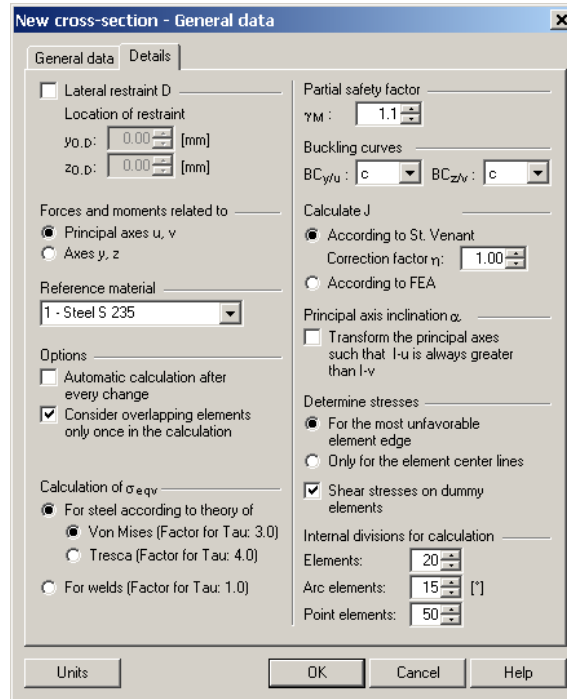 New cross-section - General data
General data
Details
Lateral restraint D
Location of restraint
y0.D: 0.00 [mm]
z0.D: 0.00 [mm]
Forces and moments related to
Principal axes u, v
Axes y, z
Reference material
1 - Steel S 235
Options
Automatic calculation after
every change
Consider overlapping elements
only once in the calculation
Calculation of σeqv
For steel according to theory of
Von Mises (Factor for Tau: 3.0)
Tresca (Factor for Tau: 4.0)
For welds (Factor for Tau: 1.0)
Partial safety factor
γM : 1.1
Buckling curves
BCy/u : c BCz/v : c
Calculate J
According to St. Venant
Correction factor η: 1.00
According to FEA
Principal axis inclination α
Transform the principal axes
such that I-u is always greater
than I-v
Determine stresses
For the most unfavorable
element edge
Only for the element center lines
Shear stresses on dummy
elements
Internal divisions for calculation
Elements: 20
Arc elements: 15 [°]
Point elements: 50
Units
OK
Cancel
Help